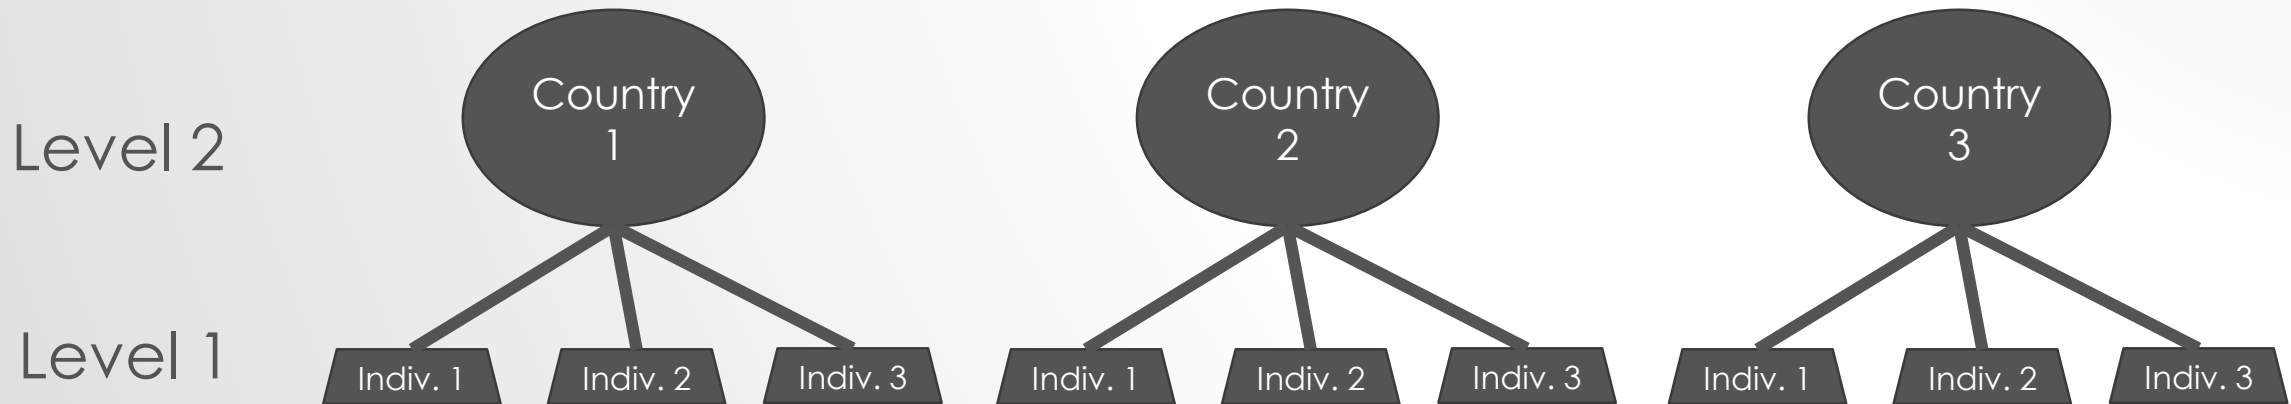 Country
1
Country
2
Country
3
Level 2
Level 1
Indiv. 1
Indiv. 2
Indiv. 3
Indiv. 1
Indiv. 2
Indiv. 3
Indiv. 1
Indiv. 2
Indiv. 3